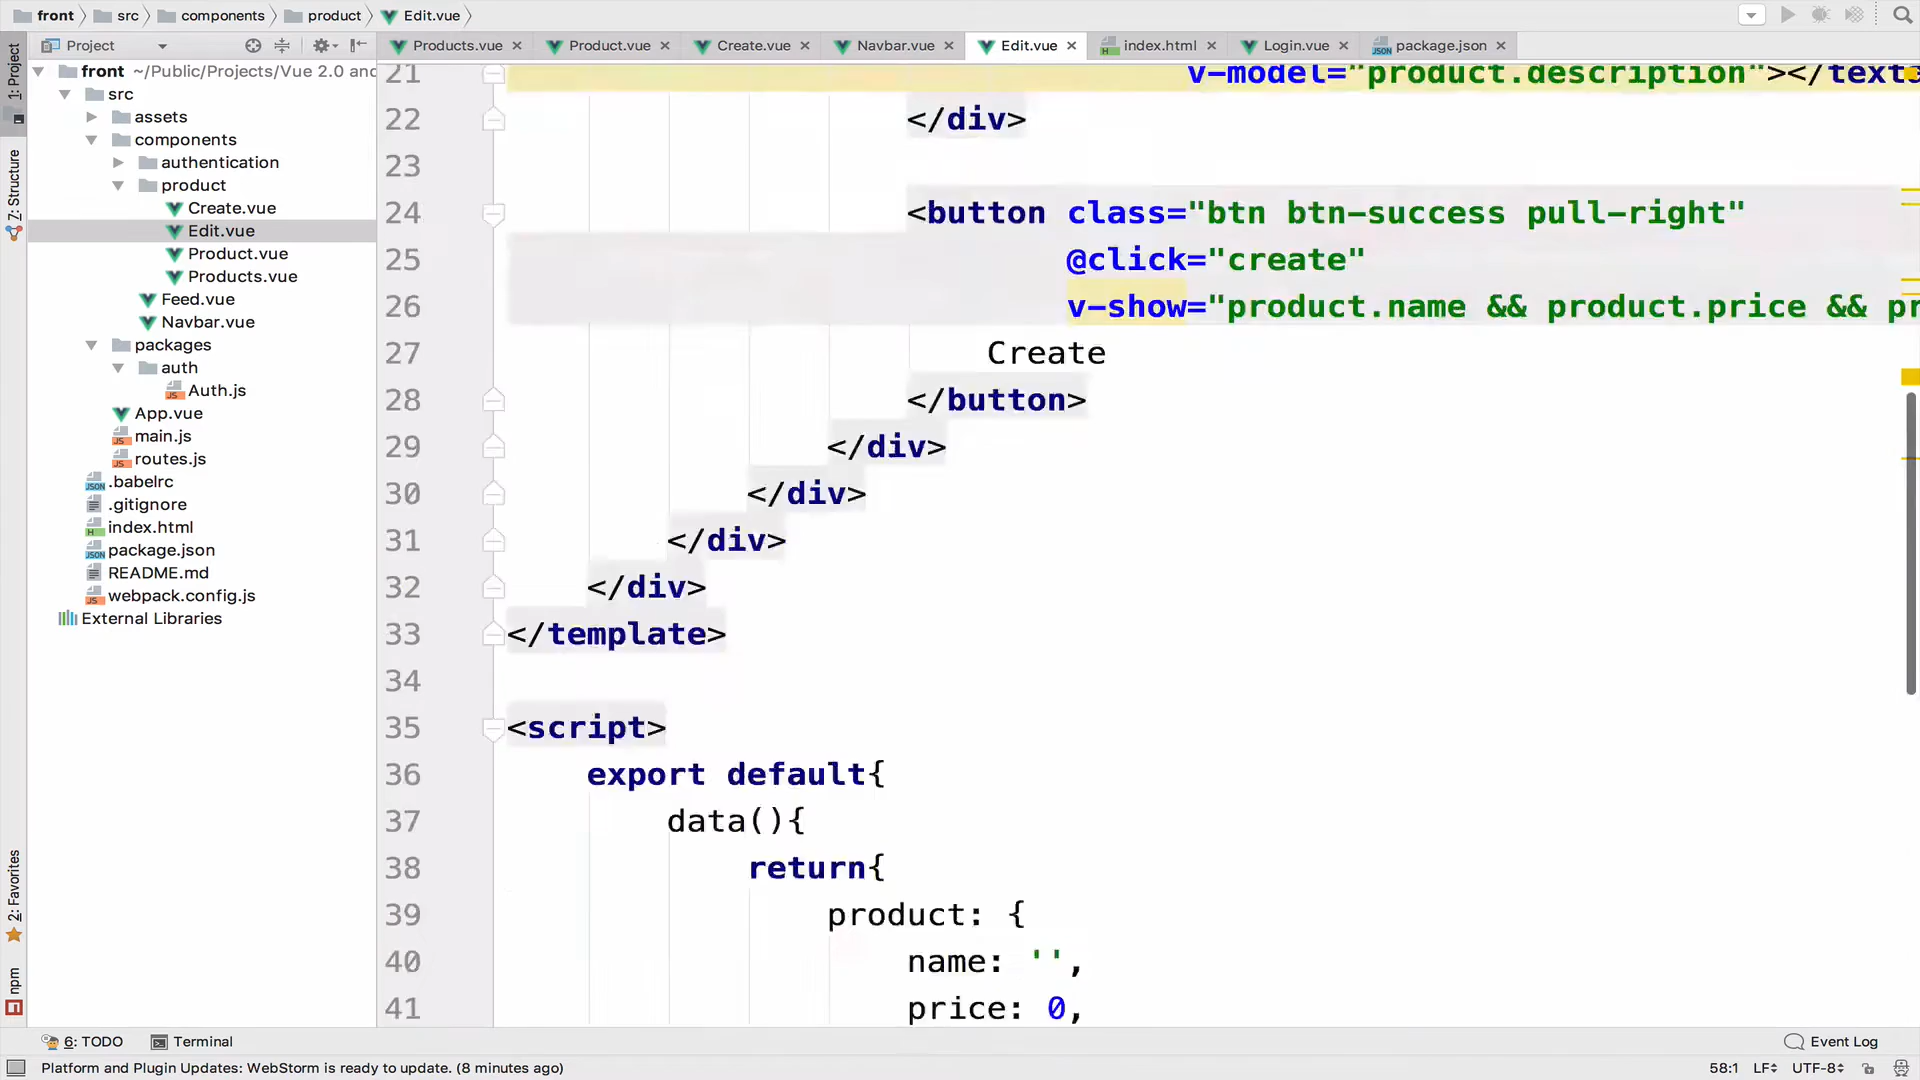 front
src
components
product
Edit.vue
Project
Products.vue
Product.vue
Create.vue
Navbar.vue
Edit.vue
index.html
Login.vue
package.json
1: Project
Z: Structure
2: Favorites
npm
front ~/Public/Projects/Vue 2.0 and
src
assets
components
authentication
product
Create.vue
Edit.vue
Product.vue
Products.vue
Feed.vue
Navbar.vue
packages
auth
Auth.js
App.vue
main.js
routes.js
.babelrc
.gitignore
index.html
package.json
README.md
webpack.config.js
External Libraries
21 v-model="product.description"></texta
22 </div>
23
24 <button class="btn btn-success pull-right"
25 @click="create"
26 v-show="product.name && product.price && pr
27 Create
28 </button>
29 </div>
30 </div>
31 </div>
32 </div>
33 </template>
34
35 <script>
36 export default{
37 data(){
38 return{
39 product: {
40 name: '',
41 price: 0,
6: TODO
Terminal
Event Log
Platform and Plugin Updates: WebStorm is ready to update. (8 minutes ago)
58:1 LF UTF-8